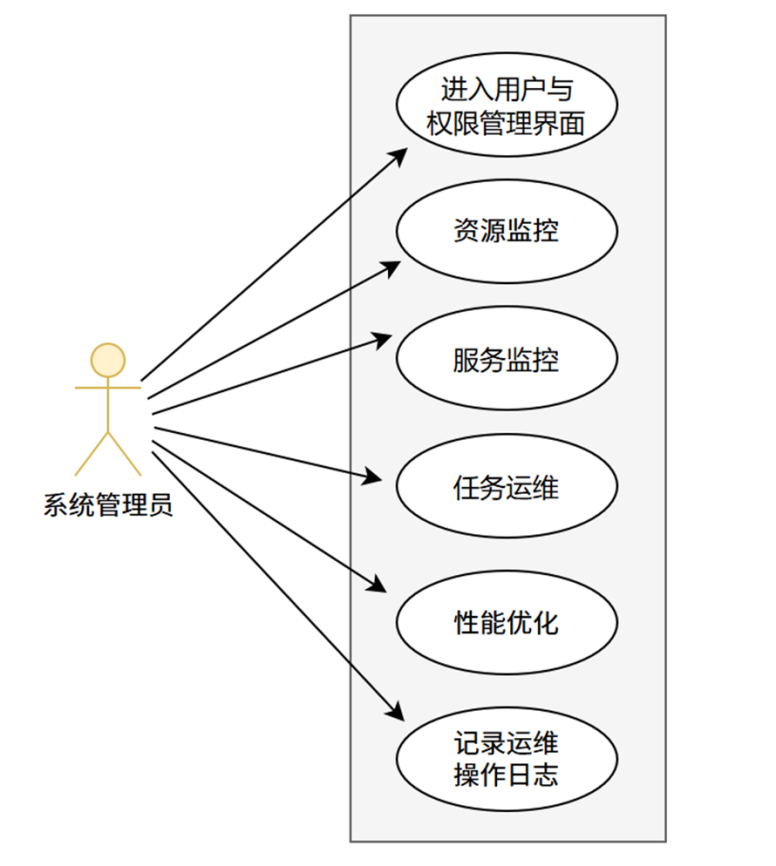 进入用户与
权限管理界面
资源监控
服务监控
任务运维
性能优化
记录运维
操作日志
系统管理员